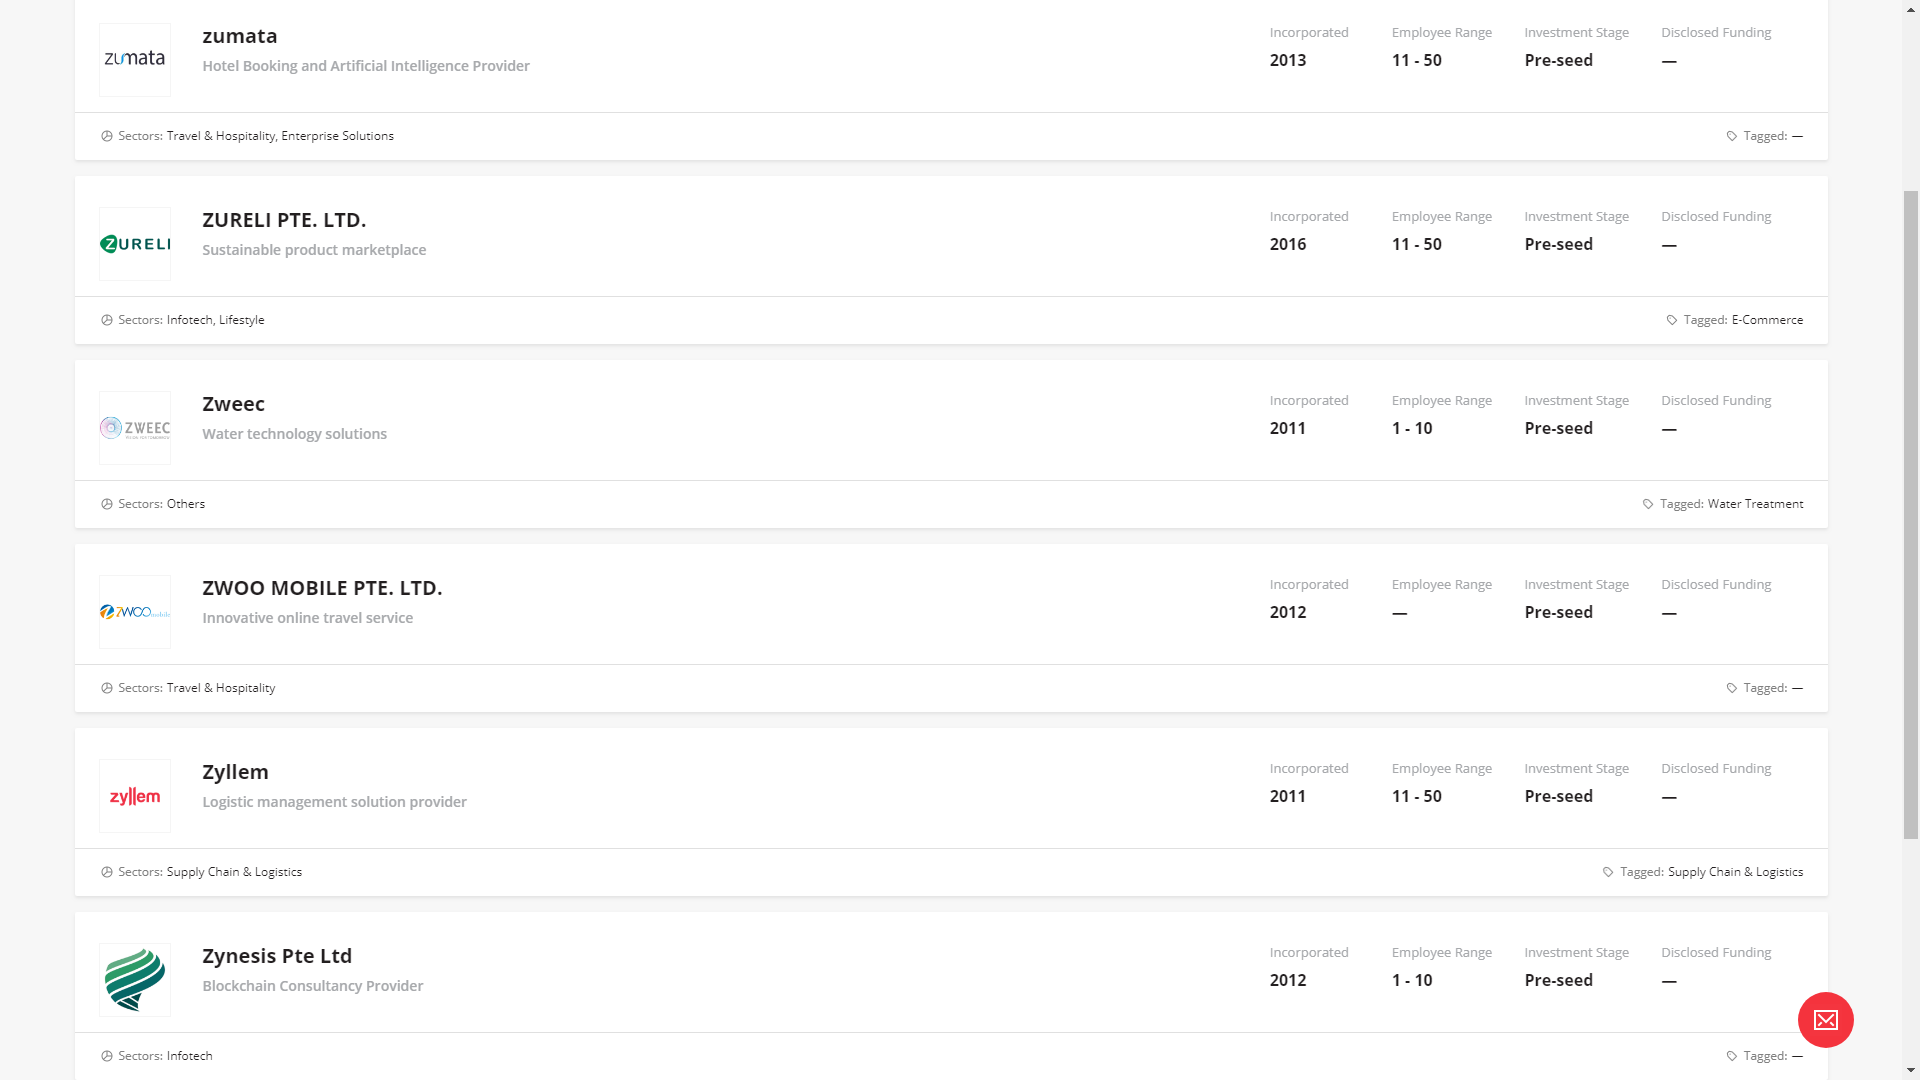 zumata
zumata
Hotel Booking and Artificial Intelligence Provider
Incorporated
2013
Employee Range
11 - 50
Investment Stage
Pre-seed
Disclosed Funding
—
Sectors: Travel & Hospitality, Enterprise Solutions
Tagged: —
ZURELI
ZURELI PTE. LTD.
Sustainable product marketplace
Incorporated
2016
Employee Range
11 - 50
Investment Stage
Pre-seed
Disclosed Funding
—
Sectors: Infotech, Lifestyle
Tagged: E-Commerce
ZWEEC
Zweec
Water technology solutions
Incorporated
2011
Employee Range
1 - 10
Investment Stage
Pre-seed
Disclosed Funding
—
Sectors: Others
Tagged: Water Treatment
ZWOO mobile
ZWOO MOBILE PTE. LTD.
Innovative online travel service
Incorporated
2012
Employee Range
—
Investment Stage
Pre-seed
Disclosed Funding
—
Sectors: Travel & Hospitality
Tagged: —
zyllem
Zyllem
Logistic management solution provider
Incorporated
2011
Employee Range
11 - 50
Investment Stage
Pre-seed
Disclosed Funding
—
Sectors: Supply Chain & Logistics
Tagged: Supply Chain & Logistics
Zynesis Pte Ltd
Blockchain Consultancy Provider
Incorporated
2012
Employee Range
1 - 10
Investment Stage
Pre-seed
Disclosed Funding
—
Sectors: Infotech
Tagged: —